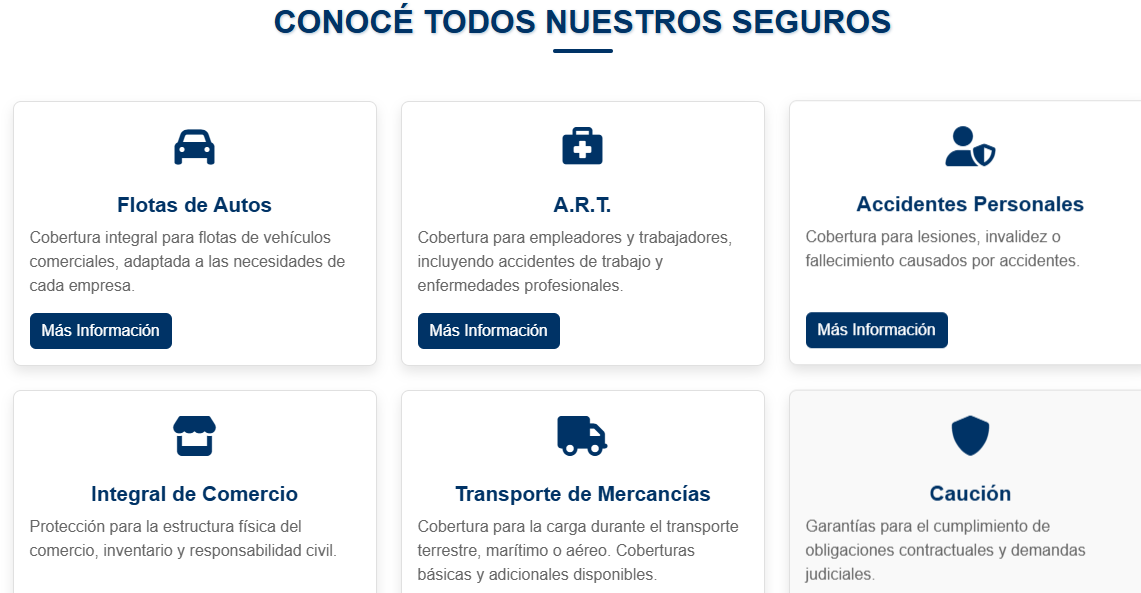 CONOCÉ TODOS NUESTROS SEGUROS
Flotas de Autos
Cobertura integral para flotas de vehículos
comerciales, adaptada a las necesidades de
cada empresa.
Más Información
A.R.T.
Cobertura para empleadores y trabajadores,
incluyendo accidentes de trabajo y
enfermedades profesionales.
Más Información
Accidentes Personales
Cobertura para lesiones, invalidez o
fallecimiento causados por accidentes.
Más Información
Integral de Comercio
Protección para la estructura física del
comercio, inventario y responsabilidad civil.
Transporte de Mercancías
Cobertura para la carga durante el transporte
terrestre, marítimo o aéreo. Coberturas
básicas y adicionales disponibles.
Caución
Garantías para el cumplimiento de
obligaciones contractuales y demandas
judiciales.